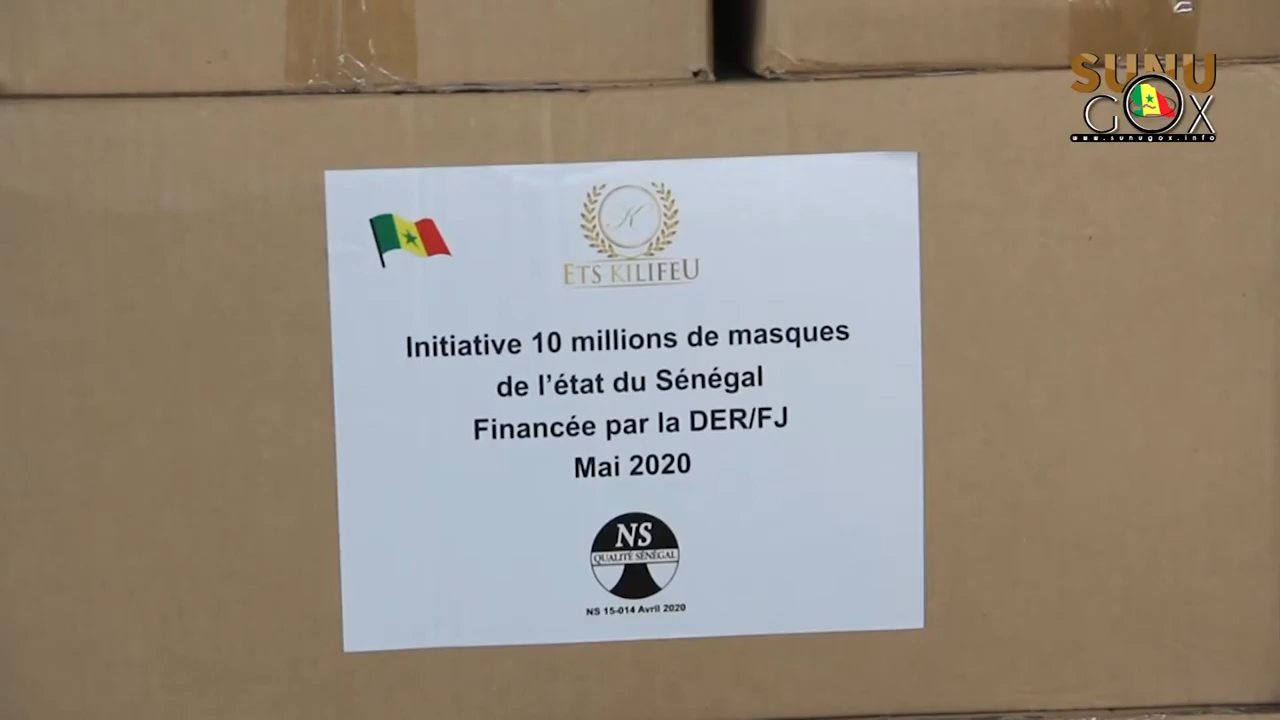 SUNU
GOX
www.sunugox.info
K
ETS KILIFEU
Initiative 10 millions de masques
de l'état du Sénégal
Financée par la DER/FJ
Mai 2020
NS
QUALITÉ SÉNÉGAL
NS 15-014 Avril 2020